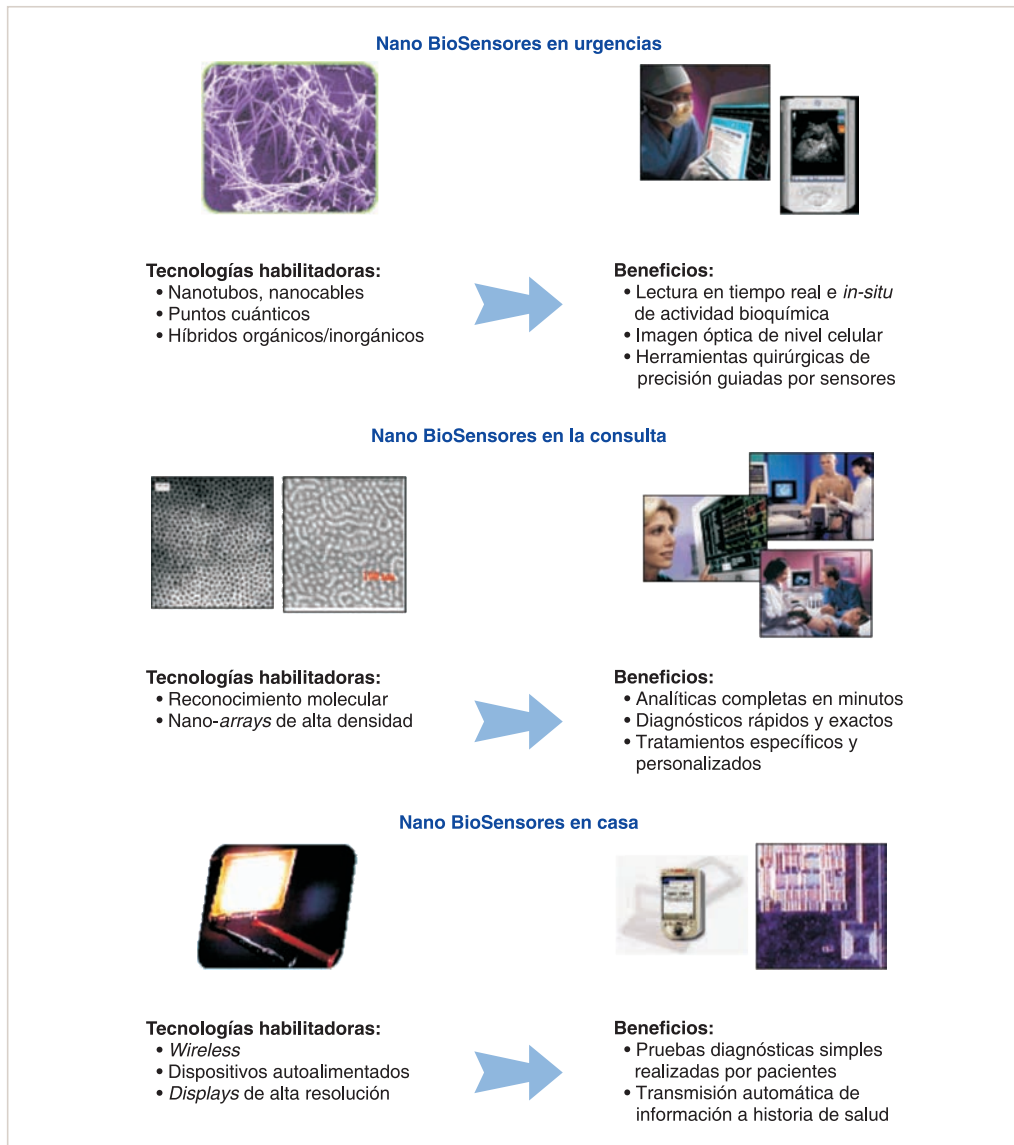 Nano BioSensores en urgencias
Tecnologías habilitadoras:
• Nanotubos, nanocables
• Puntos cuánticos
• Híbridos orgánicos/inorgánicos
Beneficios:
• Lectura en tiempo real e in-situ
de actividad bioquímica
• Imagen óptica de nivel celular
• Herramientas quirúrgicas de
precisión guiadas por sensores
Nano BioSensores en la consulta
Tecnologías habilitadoras:
• Reconocimiento molecular
• Nano-arrays de alta densidad
Beneficios:
• Analíticas completas en minutos
• Diagnósticos rápidos y exactos
• Tratamientos específicos y
personalizados
Nano BioSensores en casa
Tecnologías habilitadoras:
• Wireless
• Dispositivos autoalimentados
• Displays de alta resolución
Beneficios:
• Pruebas diagnósticas simples
realizadas por pacientes
• Transmisión automática de
información a historia de salud